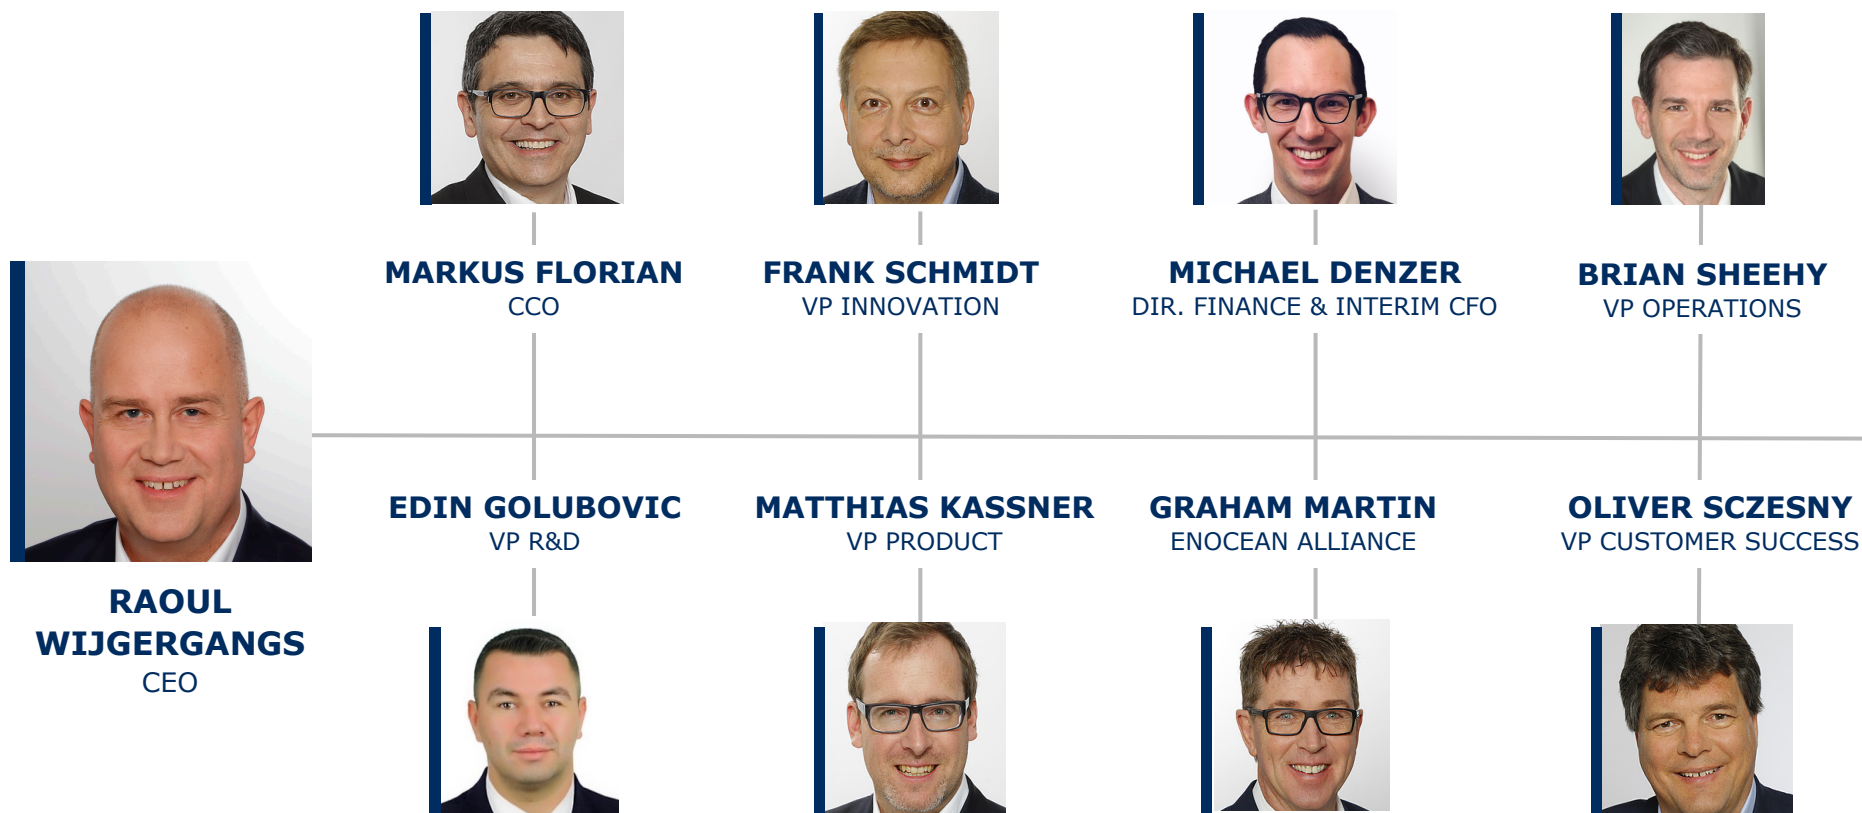 MARKUS FLORIAN
CCO
FRANK SCHMIDT
VP INNOVATION
MICHAEL DENZER
DIR. FINANCE & INTERIM CFO
BRIAN SHEEHY
VP OPERATIONS
RAOUL
WIJGERGANGS
CEO
EDIN GOLUBOVIC
VP R&D
MATTHIAS KASSNER
VP PRODUCT
GRAHAM MARTIN
ENOCEAN ALLIANCE
OLIVER SCZESNY
VP CUSTOMER SUCCESS